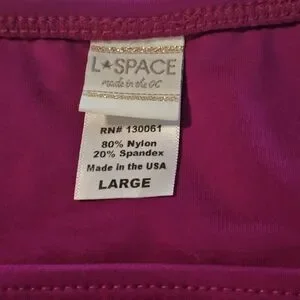 L★SPACE
made in the OC
RN# 130061
80% Nylon
20% Spandex
Made in the USA
LARGE